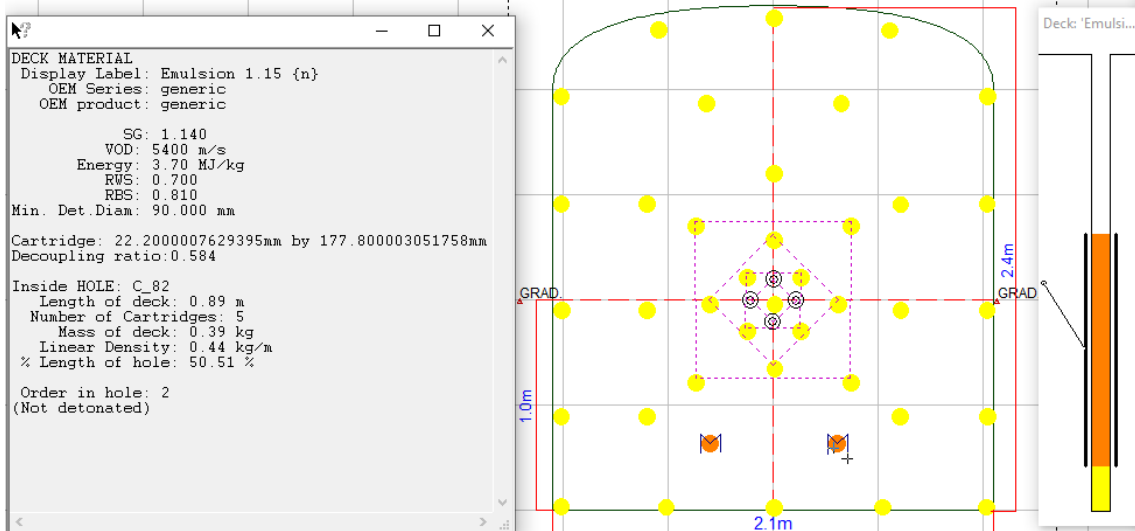 DECK MATERIAL
Display Label: Emulsion 1.15 {n}
OEM Series: generic
OEM product: generic
SG: 1.140
VOD: 5400 m/s
Energy: 3.70 MJ/kg
RWS: 0.700
RBS: 0.810
Min. Det.Diam: 90.000 mm
Cartridge: 22.2000007629395mm by 177.800003051758mm
Decoupling ratio:0.584
Inside HOLE: C_82
Length of deck: 0.89 m
Number of Cartridges: 5
Mass of deck: 0.39 kg
Linear Density: 0.44 kg/m
% Length of hole: 50.51 %
Order in hole: 2
(Not detonated)
GRAD.
GRAD
2.4m
1.0m
2.1m
Deck: 'Emulsi...